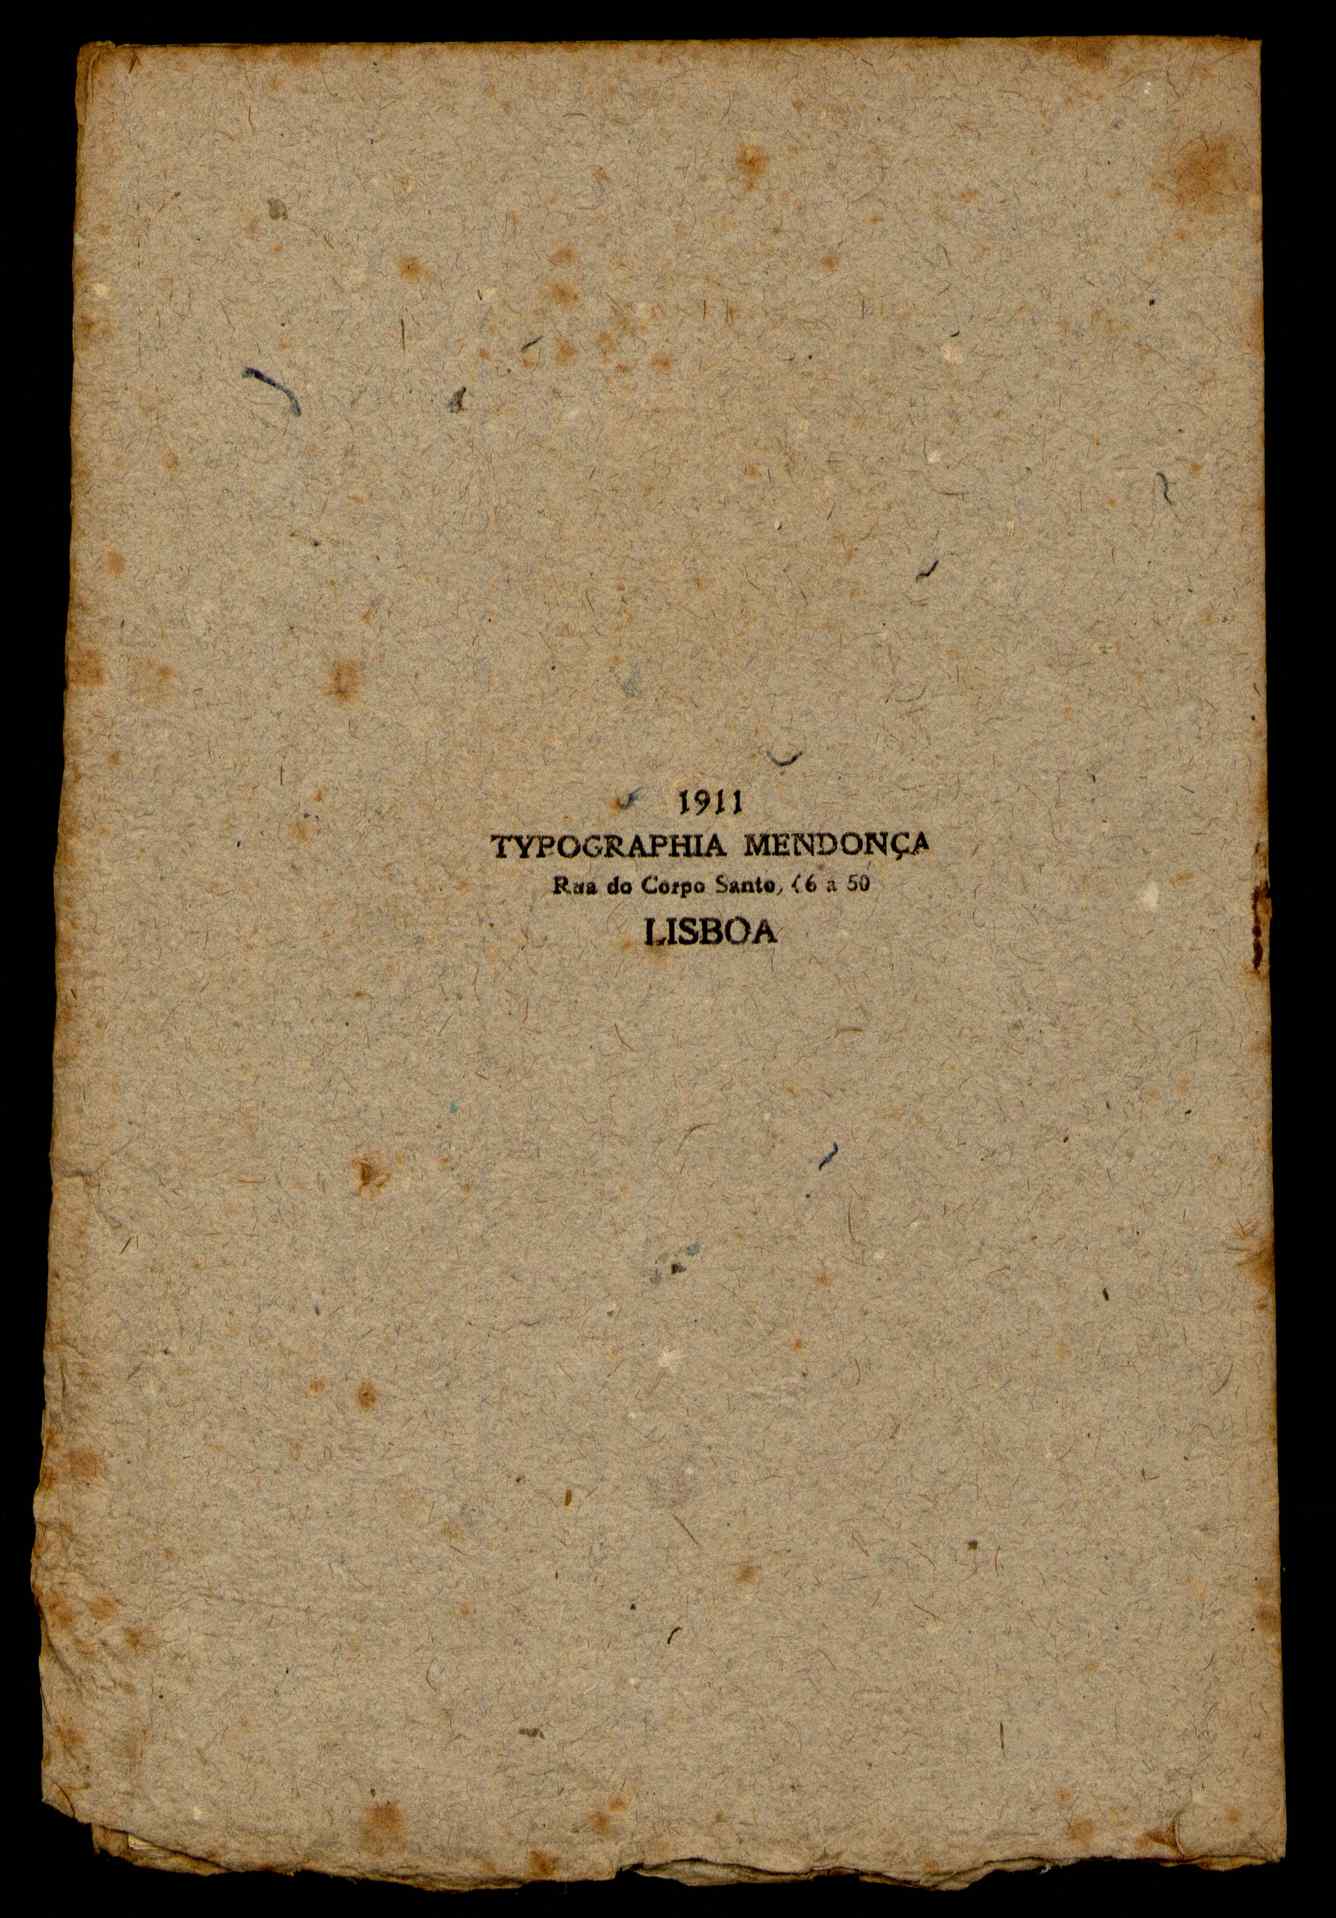 1911
TYPOGRAPHIA MENDONÇA
Rua do Corpo Santo, 46 a 50
LISBOA